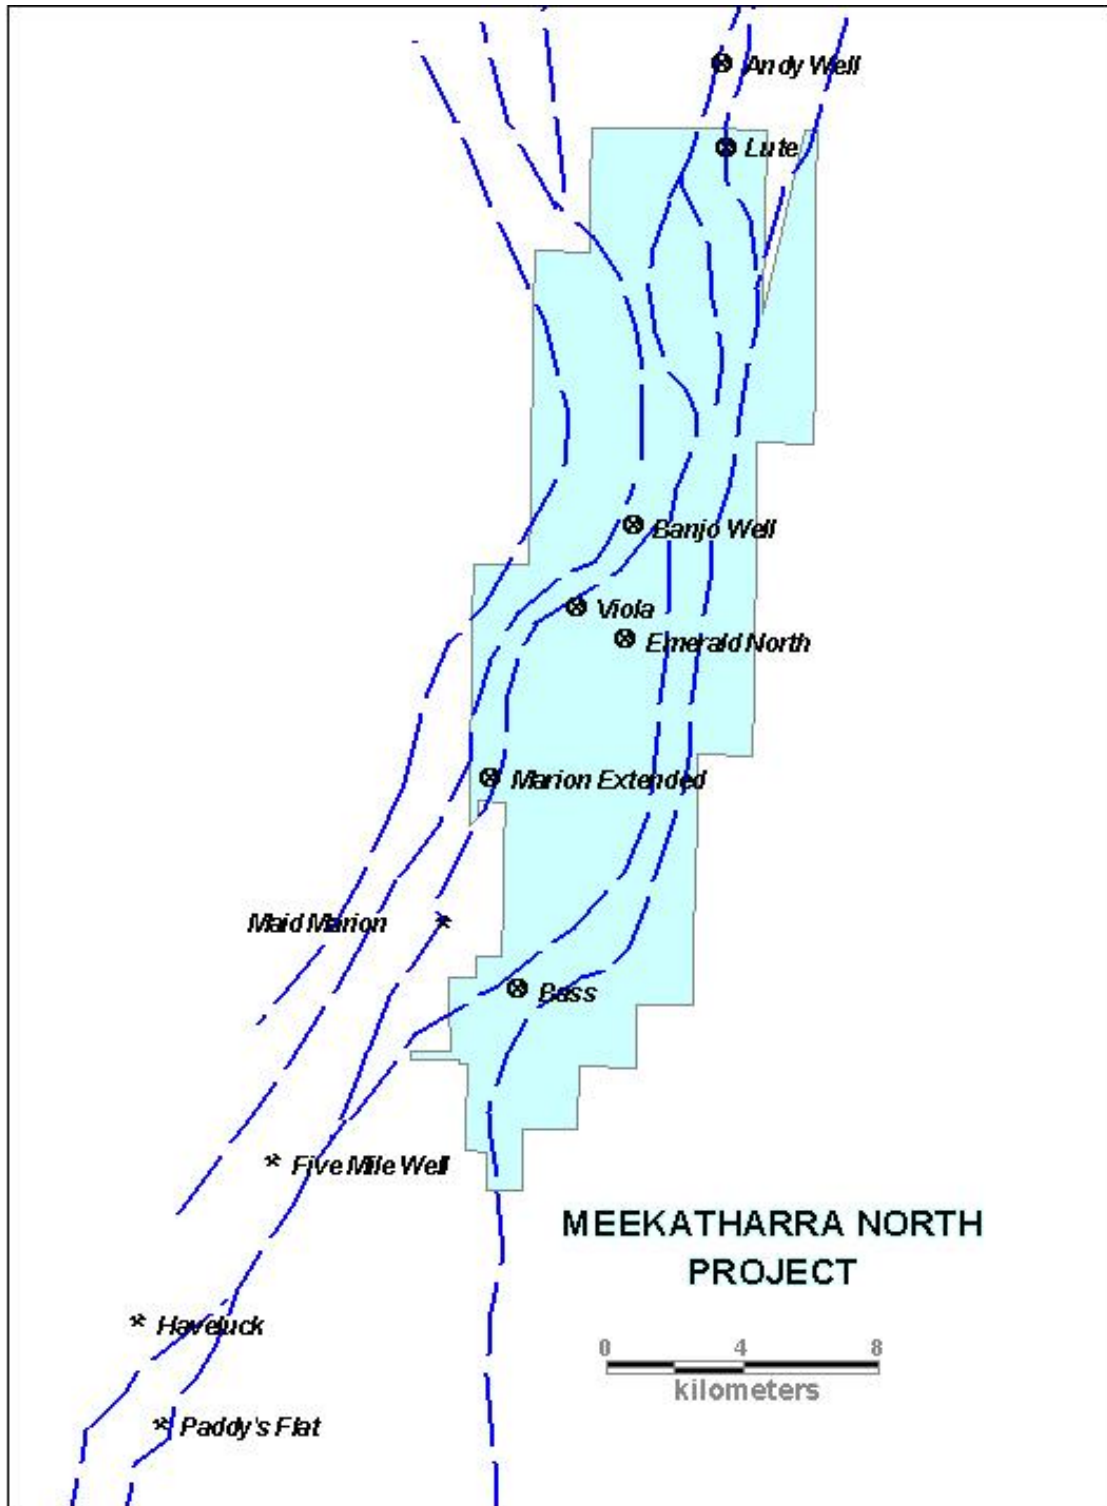 Andy Well
Lute
Banjo Well
Viola
Emerald North
Marion Extended
Maid Marion
Bass
Five Mile Well
MEEKATHARRA NORTH
PROJECT
Haveluck
0 4 8
kilometers
Paddy's Flat